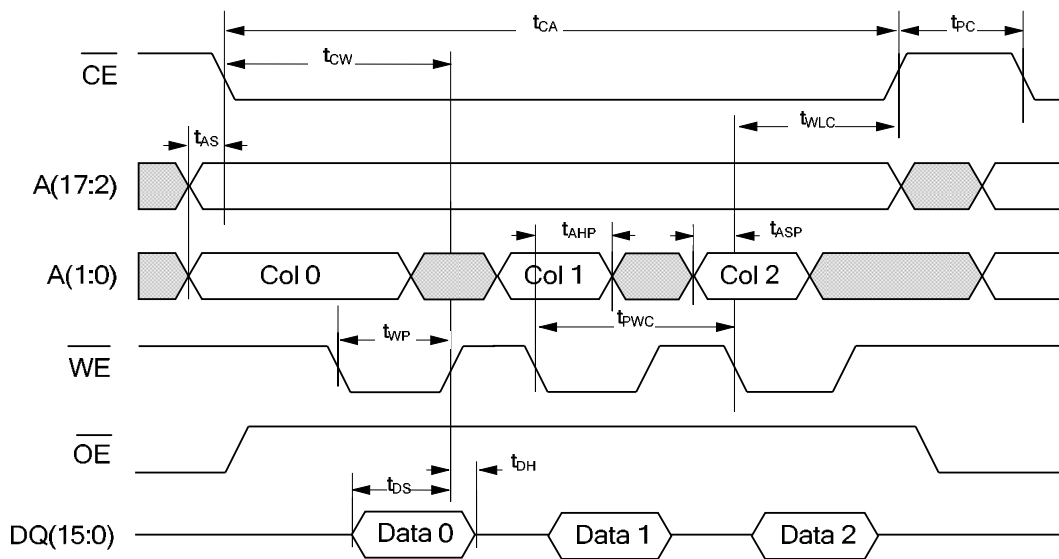 tCA
tPC
tCW
CE
tWLC
tAS
A(17:2)
tAHP
tASP
A(1:0)
Col 0
Col 1
Col 2
tPWC
tWP
WE
OE
tDH
tDS
DQ(15:0)
Data 0
Data 1
Data 2